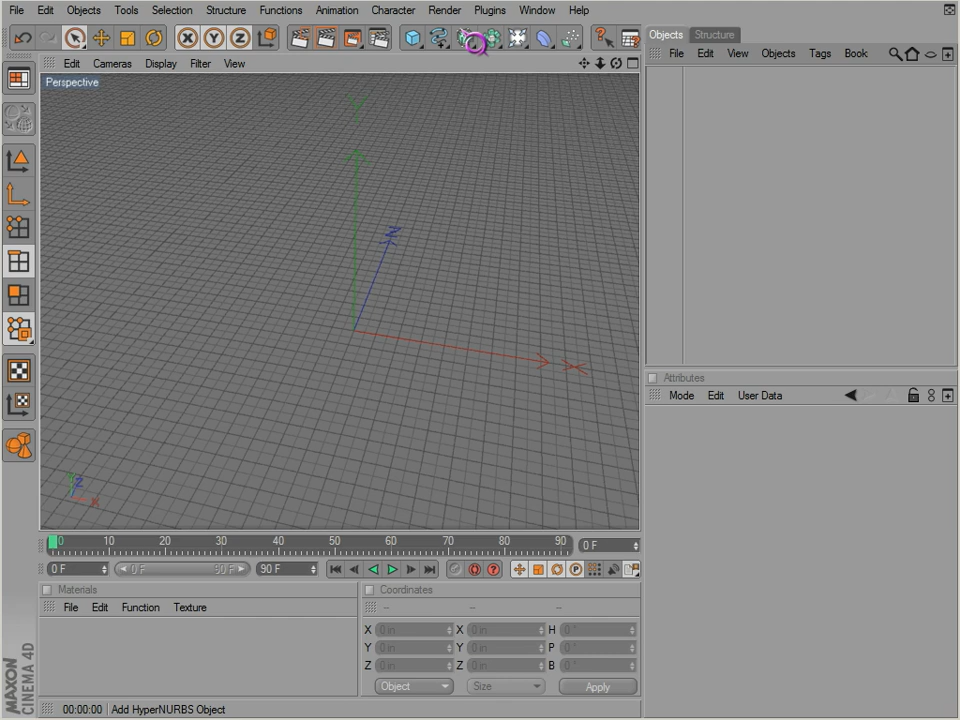 File Edit Objects Tools Selection Structure Functions Animation Character Render Plugins Window Help
X Y Z
Objects Structure
File Edit View Objects Tags Book
Edit Cameras Display Filter View
Perspective
Y
Z
X
Y Z
X
Attributes
Mode Edit User Data
0 10 20 30 40 50 60 70 80 90
0 F
0 F 0 F 90 F 90 F
P
Materials
File Edit Function Texture
Coordinates
-- -- --
X 0 in X 0 in H 0 °
Y 0 in Y 0 in P 0 °
Z 0 in Z 0 in B 0 °
Object Size Apply
MAXON
CINEMA 4D
00:00:00 Add HyperNURBS Object